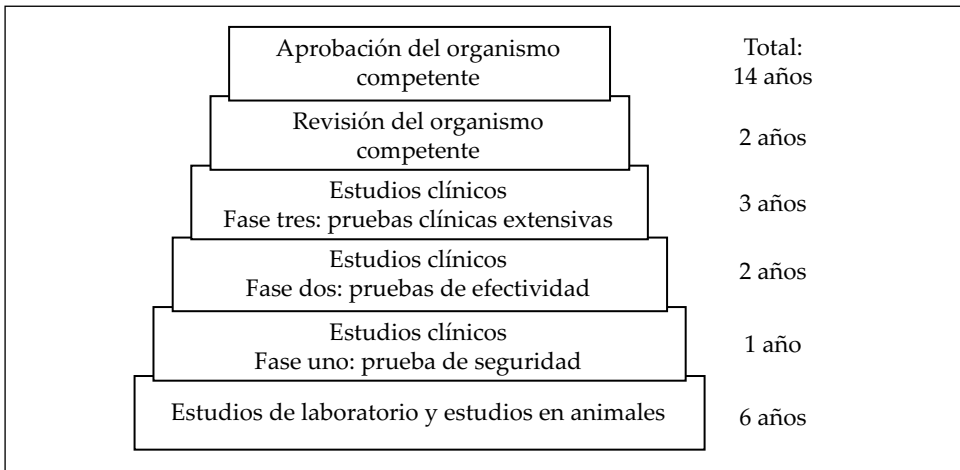 Aprobación del organismo
competente
Total:
14 años
Revisión del organismo
competente
2 años
Estudios clínicos
Fase tres: pruebas clínicas extensivas
3 años
Estudios clínicos
Fase dos: pruebas de efectividad
2 años
Estudios clínicos
Fase uno: prueba de seguridad
1 año
Estudios de laboratorio y estudios en animales
6 años